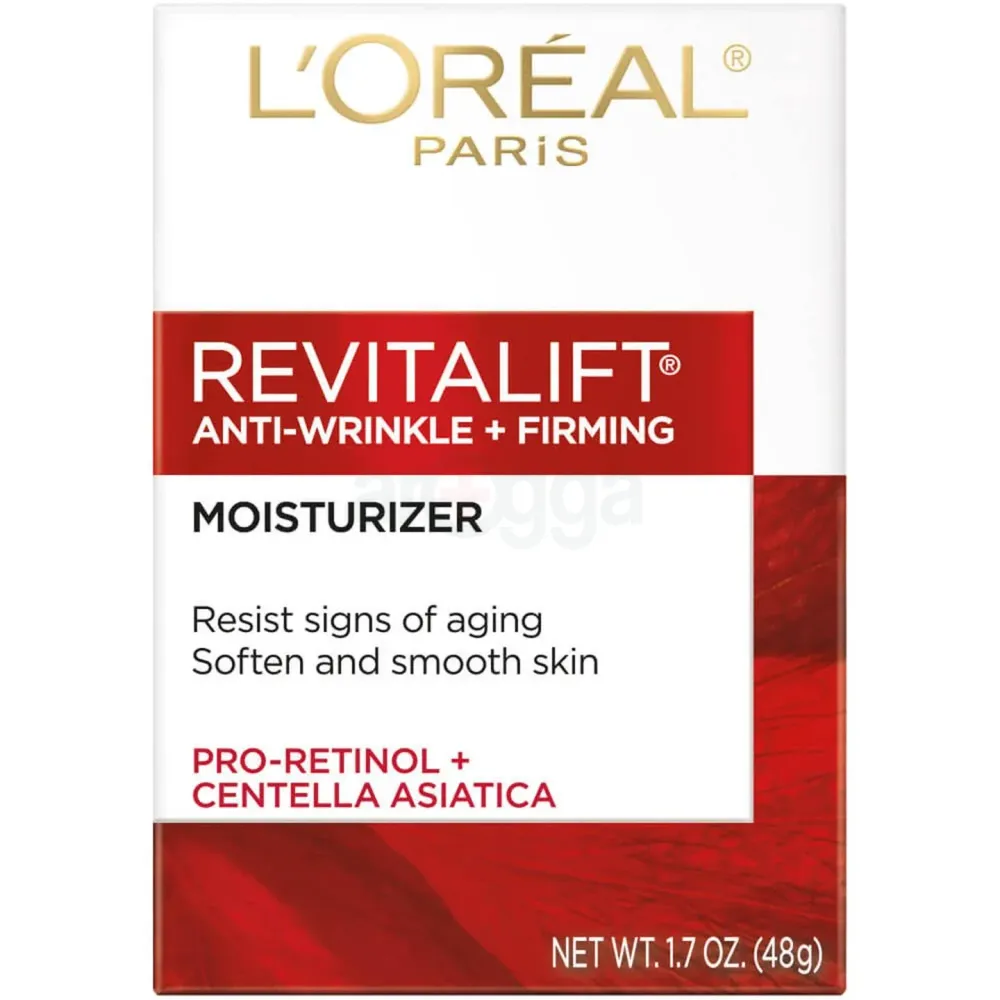 L'ORÉAL®
PARiS
REVITALIFT®
ANTI-WRINKLE + FIRMING
arogga
MOISTURIZER
Resist signs of aging
Soften and smooth skin
PRO-RETINOL +
CENTELLA ASIATICA
NET WT. 1.7 OZ. (48g)